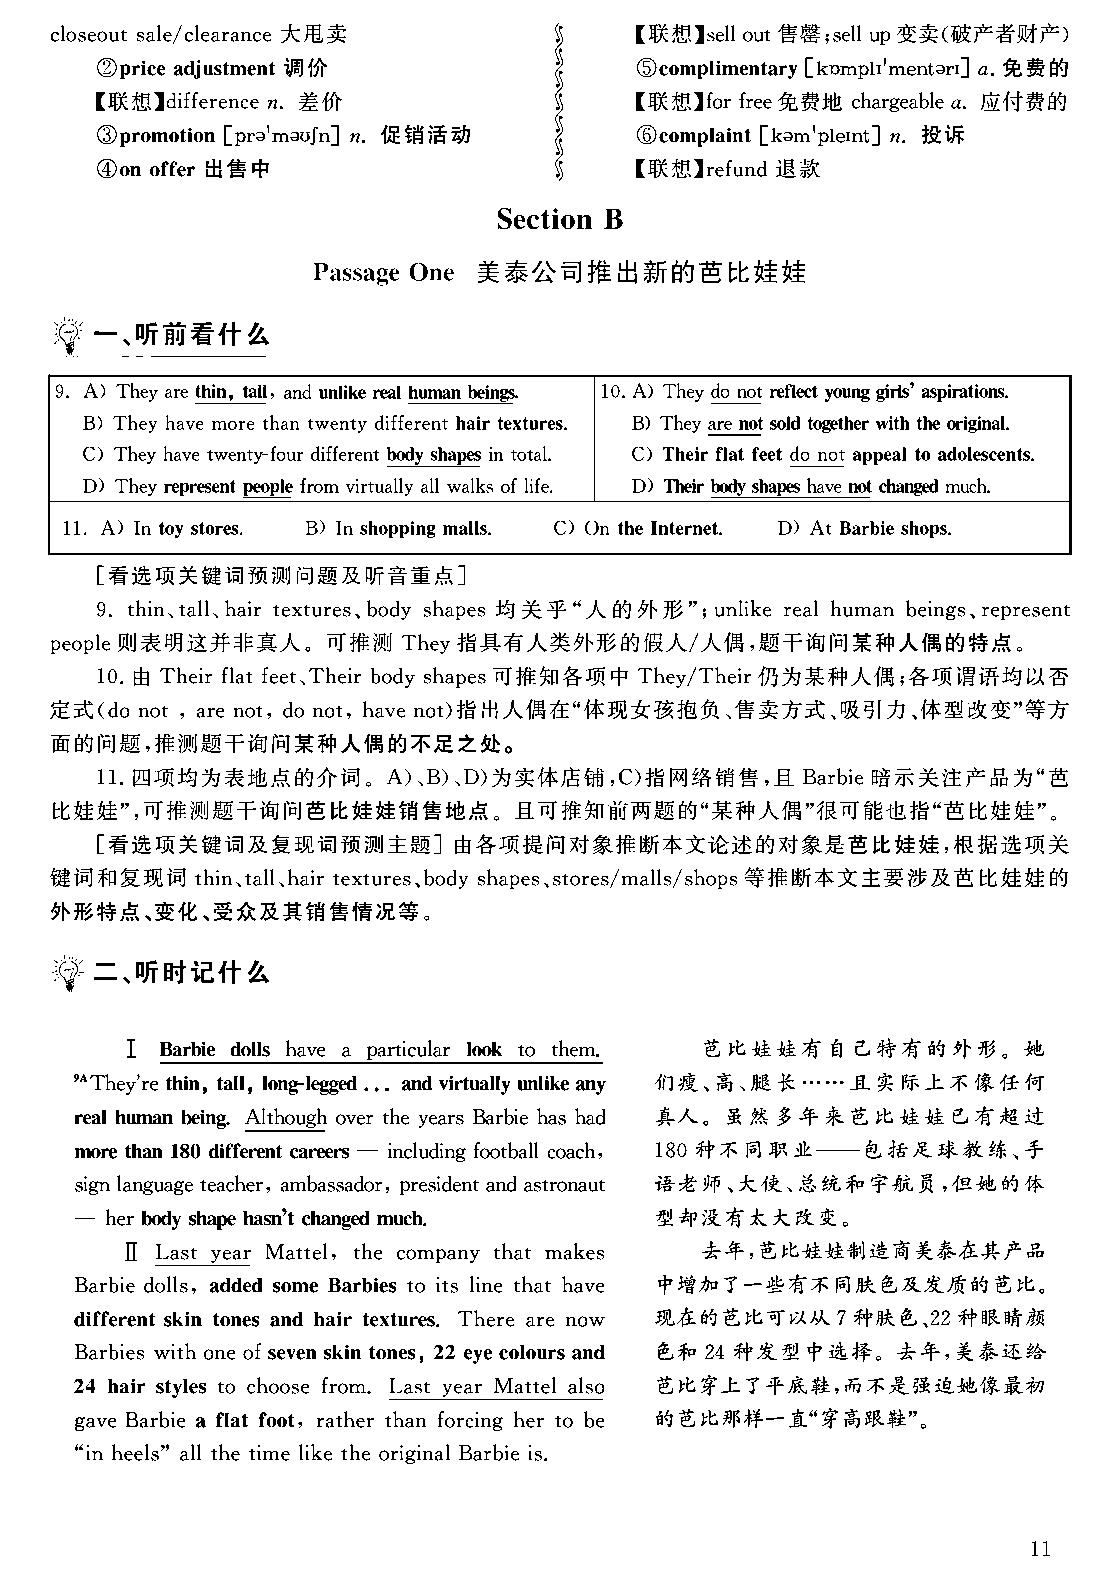 closeout sale/clearance 大甩卖
②price adjustment 调价
【联想】difference n. 差价
③promotion [prəˈməʊʃn] n. 促销活动
④on offer 出售中
【联想】sell out 售罄;sell up 变卖(破产者财产)
⑤complimentary [kɒmplɪˈmentərɪ] a. 免费的
【联想】for free 免费地 chargeable a. 应付费的
⑥complaint [kəmˈpleɪnt] n. 投诉
【联想】refund 退款
Section B
Passage One 美泰公司推出新的芭比娃娃
一、听前看什么
9. A) They are thin, tall, and unlike real human beings.
B) They have more than twenty different hair textures.
C) They have twenty-four different body shapes in total.
D) They represent people from virtually all walks of life.
10. A) They do not reflect young girls' aspirations.
B) They are not sold together with the original.
C) Their flat feet do not appeal to adolescents.
D) Their body shapes have not changed much.
11. A) In toy stores. B) In shopping malls. C) On the Internet. D) At Barbie shops.
[看选项关键词预测问题及听音重点]
9. thin、tall、hair textures、body shapes 均关乎“人的外形”;unlike real human beings、represent
people 则表明这并非真人。可推测 They 指具有人类外形的假人/人偶,题干询问某种人偶的特点。
10. 由 Their flat feet、Their body shapes 可推知各项中 They/Their 仍为某种人偶;各项谓语均以否
定式(do not , are not, do not, have not)指出人偶在“体现女孩抱负、售卖方式、吸引力、体型改变”等方
面的问题,推测题干询问某种人偶的不足之处。
11. 四项均为表地点的介词。A)、B)、D)为实体店铺,C)指网络销售,且 Barbie 暗示关注产品为“芭
比娃娃”,可推测题干询问芭比娃娃销售地点。且可推知前两题的“某种人偶”很可能也指“芭比娃娃”。
[看选项关键词及复现词预测主题] 由各项提问对象推断本文论述的对象是芭比娃娃,根据选项关
键词和复现词 thin、tall、hair textures、body shapes、stores/malls/shops 等推断本文主要涉及芭比娃娃的
外形特点、变化、受众及其销售情况等。
二、听时记什么
Ⅰ Barbie dolls have a particular look to them.
9A They're thin, tall, long-legged ... and virtually unlike any
real human being. Although over the years Barbie has had
more than 180 different careers — including football coach,
sign language teacher, ambassador, president and astronaut
— her body shape hasn't changed much.
Ⅱ Last year Mattel, the company that makes
Barbie dolls, added some Barbies to its line that have
different skin tones and hair textures. There are now
Barbies with one of seven skin tones, 22 eye colours and
24 hair styles to choose from. Last year Mattel also
gave Barbie a flat foot, rather than forcing her to be
“in heels” all the time like the original Barbie is.
芭比娃娃有自己特有的外形。她
们瘦、高、腿长……且实际上不像任何
真人。虽然多年来芭比娃娃已有超过
180 种不同职业——包括足球教练、手
语老师、大使、总统和宇航员,但她的体
型却没有太大改变。
去年,芭比娃娃制造商美泰在其产品
中增加了一些有不同肤色及发质的芭比。
现在的芭比可以从 7 种肤色、22 种眼睛颜
色和 24 种发型中选择。去年,美泰还给
芭比穿上了平底鞋,而不是强迫她像最初
的芭比那样一直“穿高跟鞋”。
11